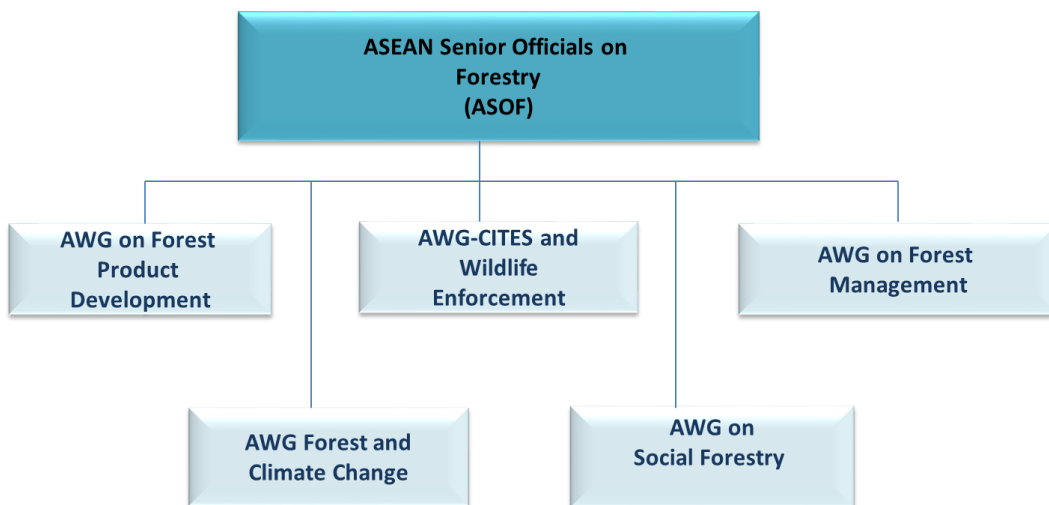 ASEAN Senior Officials on
Forestry
(ASOF)
AWG on Forest
Product
Development
AWG-CITES and
Wildlife
Enforcement
AWG on Forest
Management
AWG Forest and
Climate Change
AWG on
Social Forestry